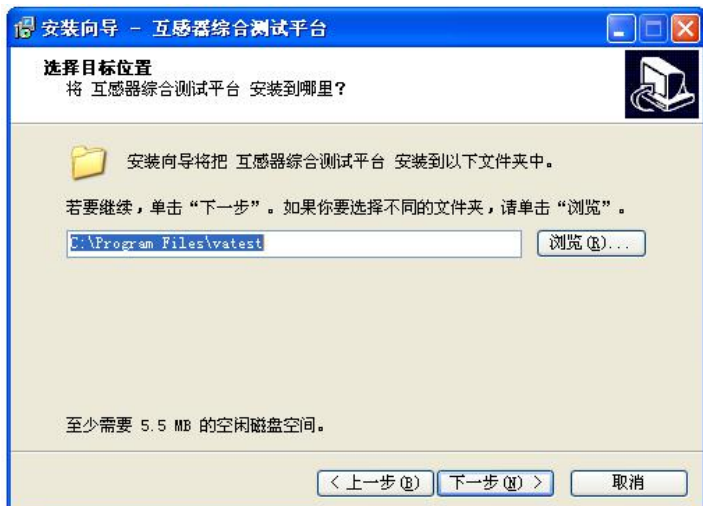 安装向导 - 互感器综合测试平台
选择目标位置
将 互感器综合测试平台 安装到哪里？
安装向导将把 互感器综合测试平台 安装到以下文件夹中。
若要继续，单击“下一步”。如果你要选择不同的文件夹，请单击“浏览”。
C:\Program Files\vatest
浏览(R)...
至少需要 5.5 MB 的空闲磁盘空间。
< 上一步(B) 下一步(N) > 取消